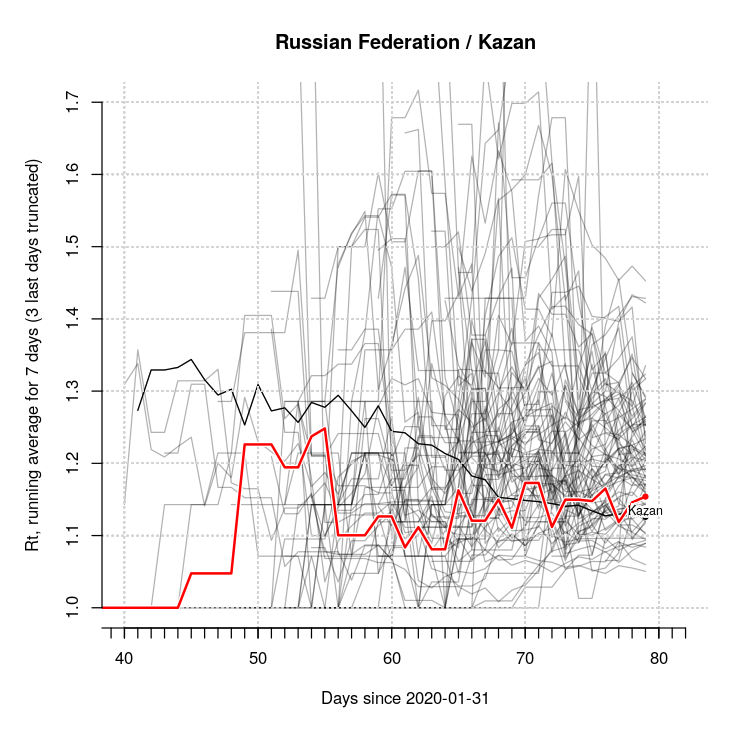 Russian Federation / Kazan
Rt, running average for 7 days (3 last days truncated)
1.7
1.6
1.5
1.4
1.3
1.2
1.1
1.0
Kazan
40 50 60 70 80
Days since 2020-01-31